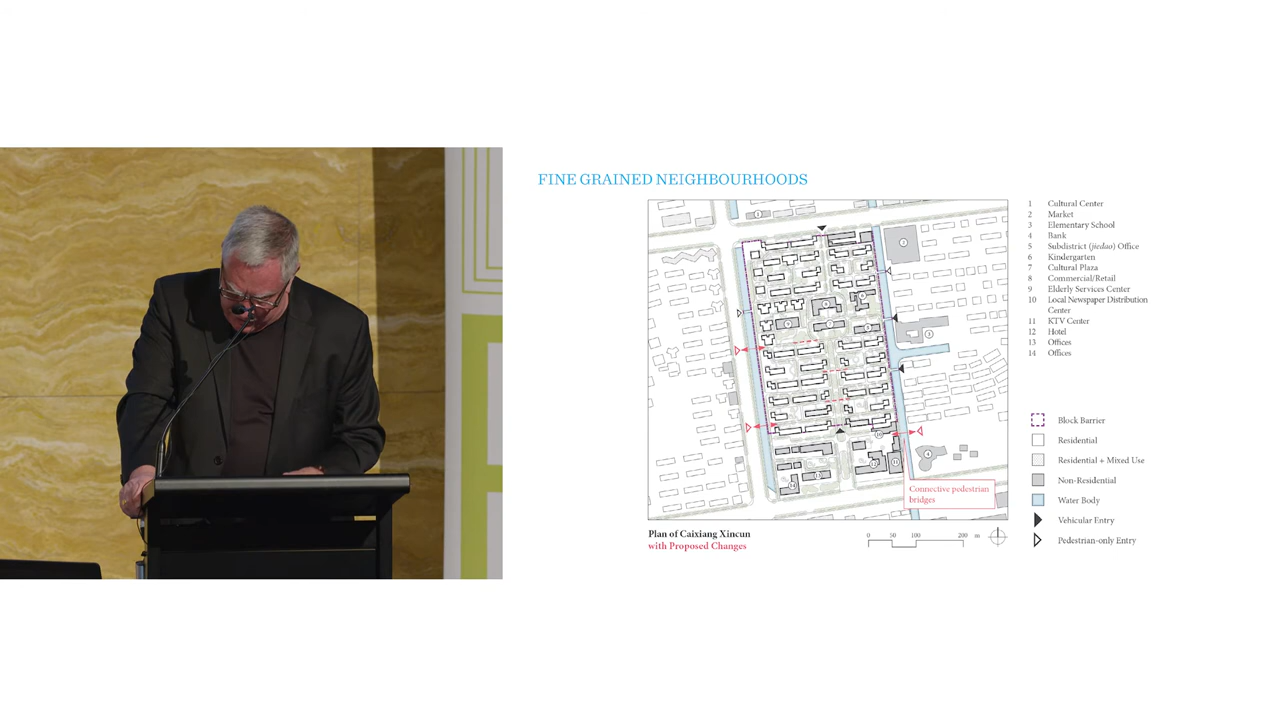 FINE GRAINED NEIGHBOURHOODS
1 Cultural Center
2 Market
3 Elementary School
4 Bank
5 Subdistrict (jiedao) Office
6 Kindergarten
7 Cultural Plaza
8 Commercial/Retail
9 Elderly Services Center
10 Local Newspaper Distribution
Center
11 KTV Center
12 Hotel
13 Offices
14 Offices
Block Barrier
Residential
Residential + Mixed Use
Non-Residential
Water Body
Vehicular Entry
Pedestrian-only Entry
Connective pedestrian
bridges
Plan of Caixiang Xincun
with Proposed Changes
0 50 100 200 m